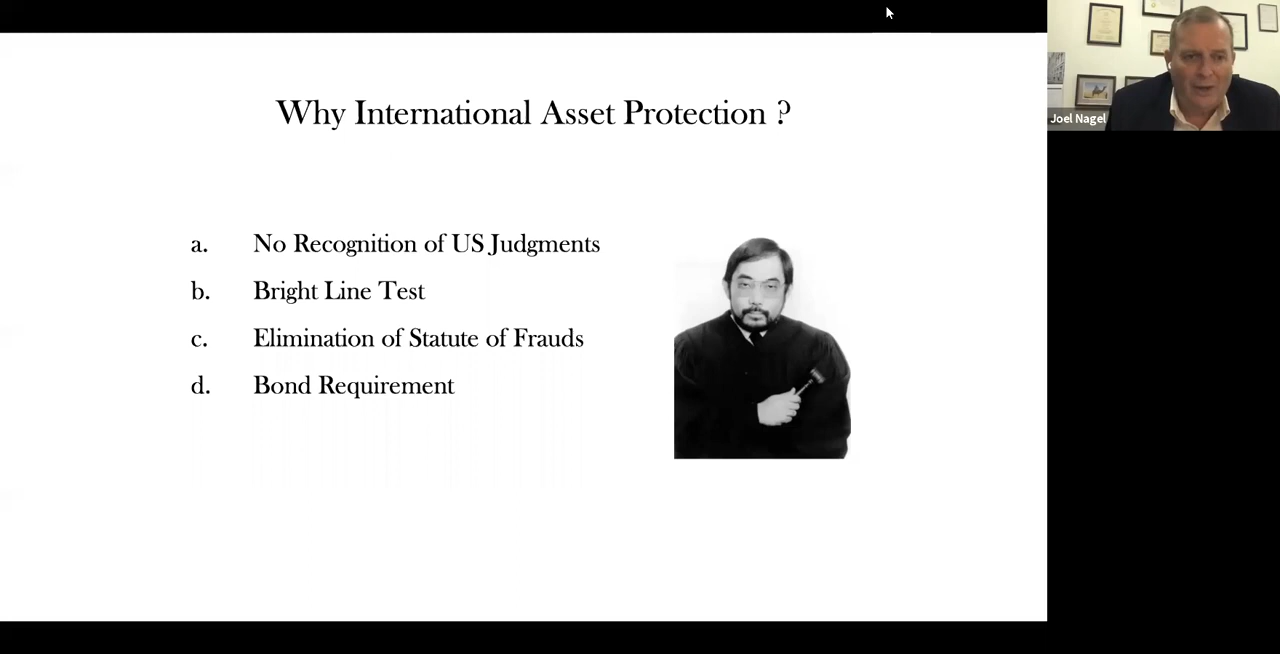 Why International Asset Protection ?
a. No Recognition of US Judgments
b. Bright Line Test
c. Elimination of Statute of Frauds
d. Bond Requirement
Joel Nagel